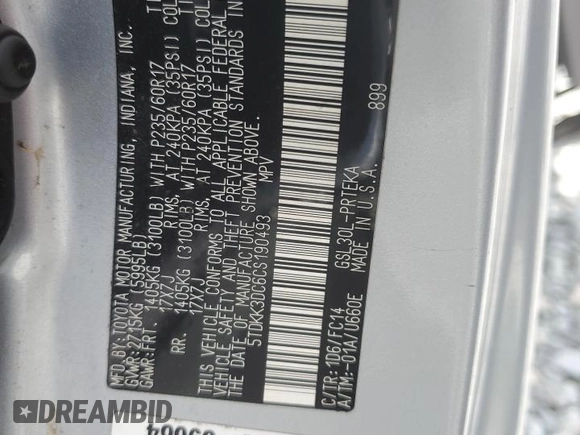 MFD.BY:TOYOTA MOTOR MANUFACTURING, INDIANA, INC.
GVWR:2715KG (5995LB)
GAWR:FRT. 1405KG (3100LB) WITH P235/60R17
17X7J RIMS, AT 240KPA (35PSI) COL
RR. 1405KG (3100LB) WITH P235/60R17
17X7J RIMS, AT 240KPA (35PSI) COL
THIS VEHICLE CONFORMS TO ALL APPLICABLE FEDERAL
VEHICLE SAFETY AND THEFT PREVENTION STANDARDS IN
THE DATE OF MANUFACTURE SHOWN ABOVE.
5TDKK3DC6CS190493 MPV
899
C/TR:1D6/FC14 GSL30L-PRTEKA
A/TM:-01A/U660E MADE IN U.S.A.
DREAMBID